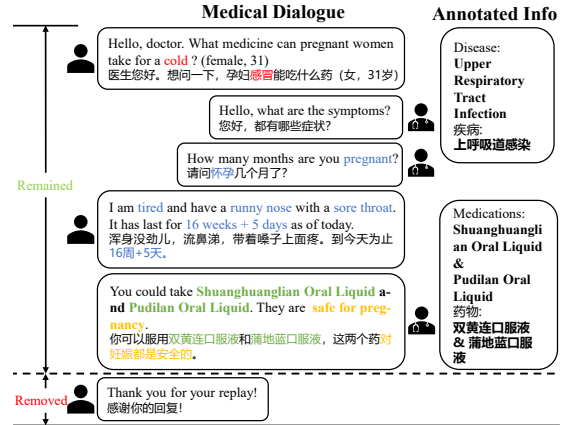 Medical Dialogue
Annotated Info
Hello, doctor. What medicine can pregnant women
take for a cold ? (female, 31)
医生您好。想问一下，孕妇感冒能吃什么药（女，31岁）
Hello, what are the symptoms?
您好，都有哪些症状？
How many months are you pregnant?
请问怀孕几个月了？
Disease:
Upper
Respiratory
Tract
Infection
疾病:
上呼吸道感染
Remained
I am tired and have a runny nose with a sore throat.
It has last for 16 weeks + 5 days as of today.
浑身没劲儿，流鼻涕，带着嗓子上面疼。到今天为止
16周+5天。
You could take Shuanghuanglian Oral Liquid a-
nd Pudilan Oral Liquid. They are safe for preg-
nancy.
你可以服用双黄连口服液和蒲地蓝口服液，这两个药对
妊娠都是安全的。
Medications:
Shuanghuangli
an Oral Liquid
&
Pudilan Oral
Liquid
药物:
双黄连口服液
& 蒲地蓝口服
液
Removed
Thank you for your replay!
感谢你的回复！